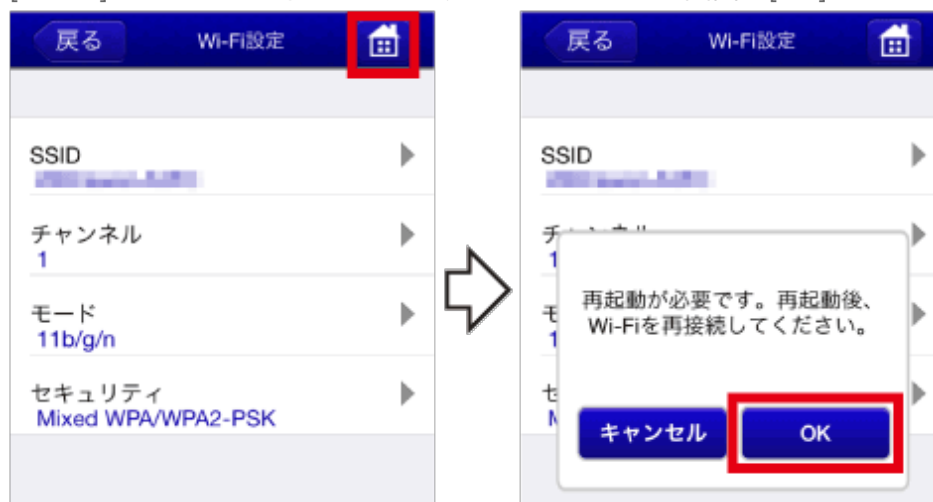 戻る
Wi-Fi設定
SSID
チャンネル
1
モード
11b/g/n
セキュリティ
Mixed WPA/WPA2-PSK
戻る
Wi-Fi設定
SSID
再起動が必要です。再起動後、
Wi-Fiを再接続してください。
キャンセル
OK